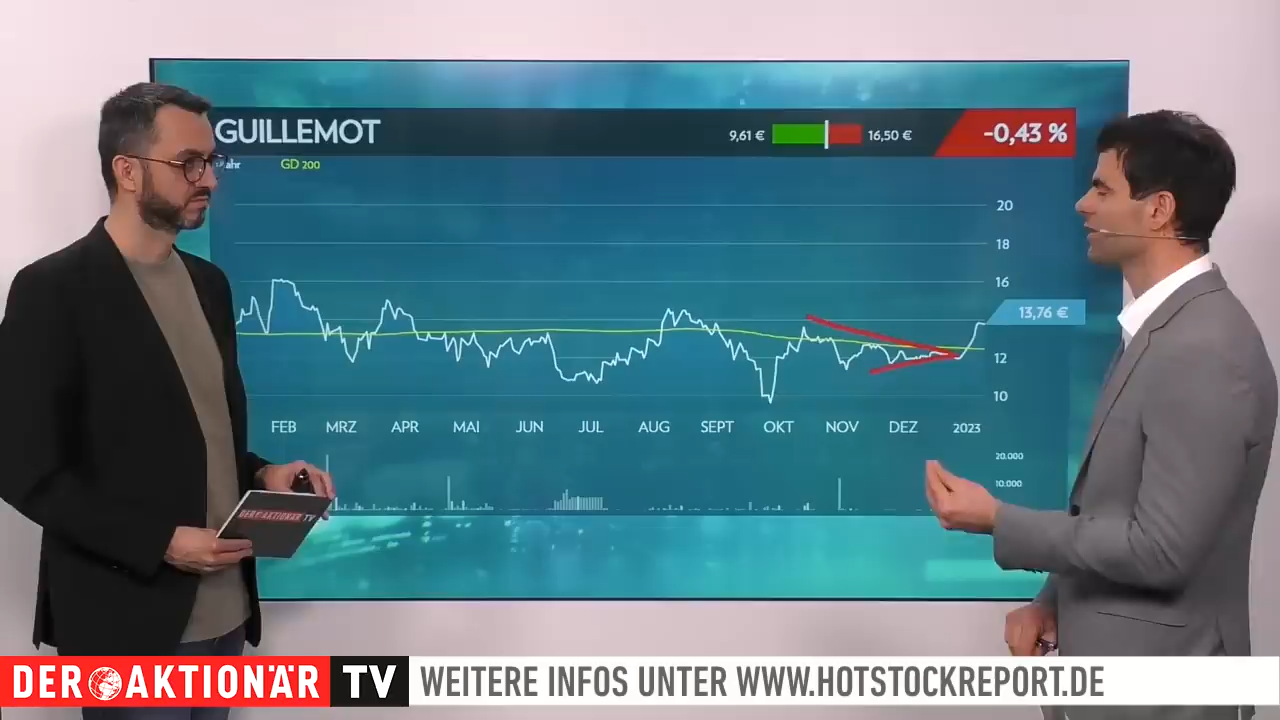 GUILLEMOT
9,61 €
16,50 €
-0,43 %
GD 200
20
18
16
13,76 €
12
10
FEB MRZ APR MAI JUN JUL AUG SEPT OKT NOV DEZ 2023
20.000
10.000
DER AKTIONÄR TV
DER AKTIONÄR TV
WEITERE INFOS UNTER WWW.HOTSTOCKREPORT.DE